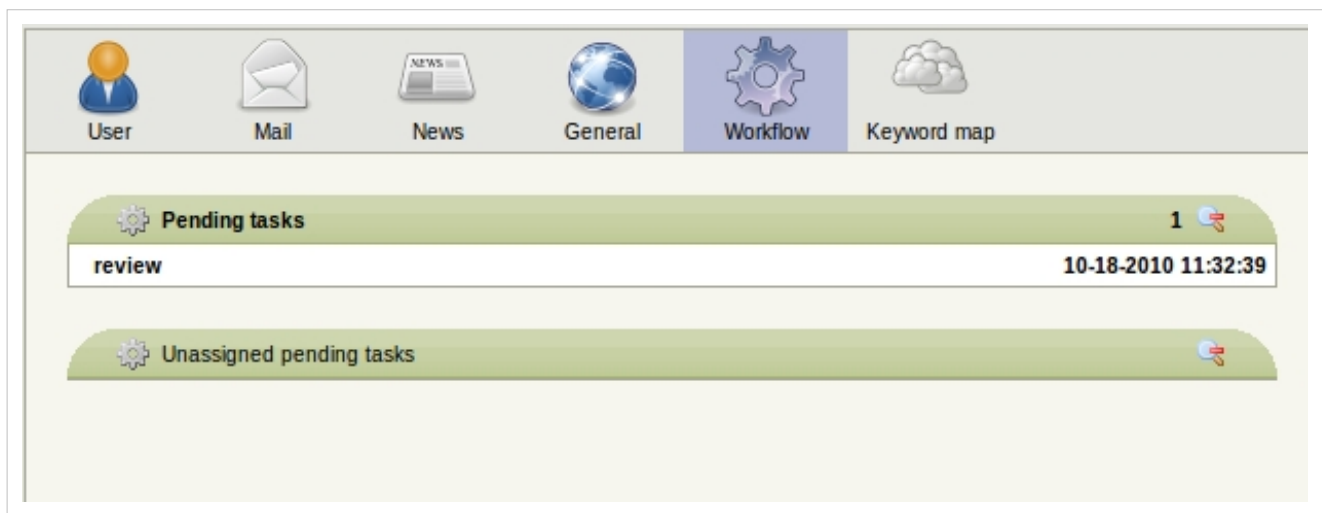 NEWS
User Mail News General Workflow Keyword map
Pending tasks 1
review 10-18-2010 11:32:39
Unassigned pending tasks